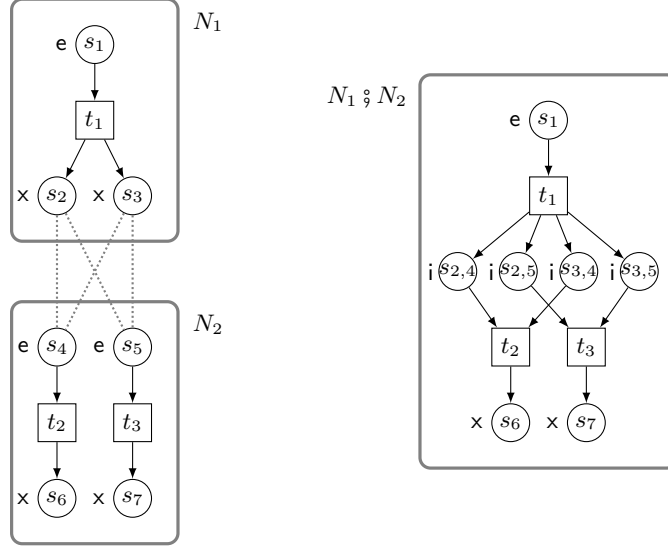 N₁
e s₁
t₁
x s₂ x s₃
N₂
e s₄ e s₅
t₂ t₃
x s₆ x s₇
N₁ ⨟ N₂
e s₁
t₁
i s₂,₄ i s₂,₅ i s₃,₄ i s₃,₅
t₂ t₃
x s₆ x s₇